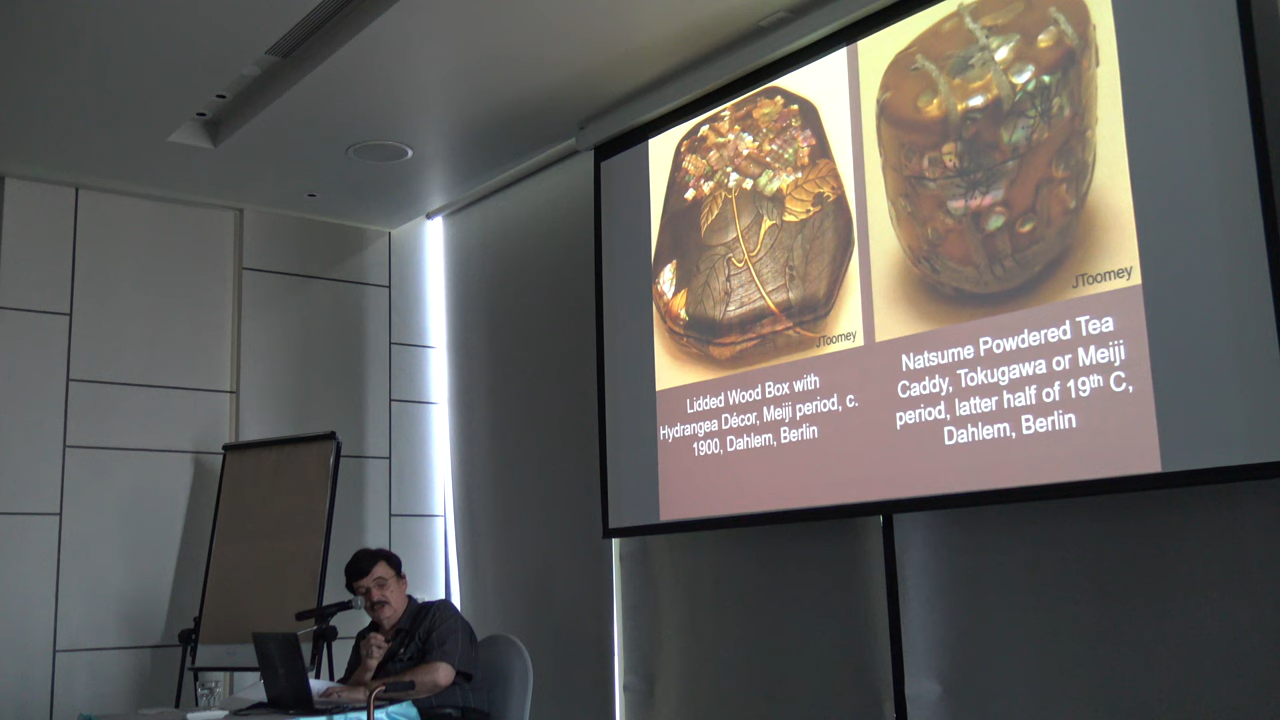 JToomey
Lidded Wood Box with
Hydrangea Décor, Meiji period, c.
1900, Dahlem, Berlin
JToomey
Natsume Powdered Tea
Caddy, Tokugawa or Meiji
period, latter half of 19th C,
Dahlem, Berlin